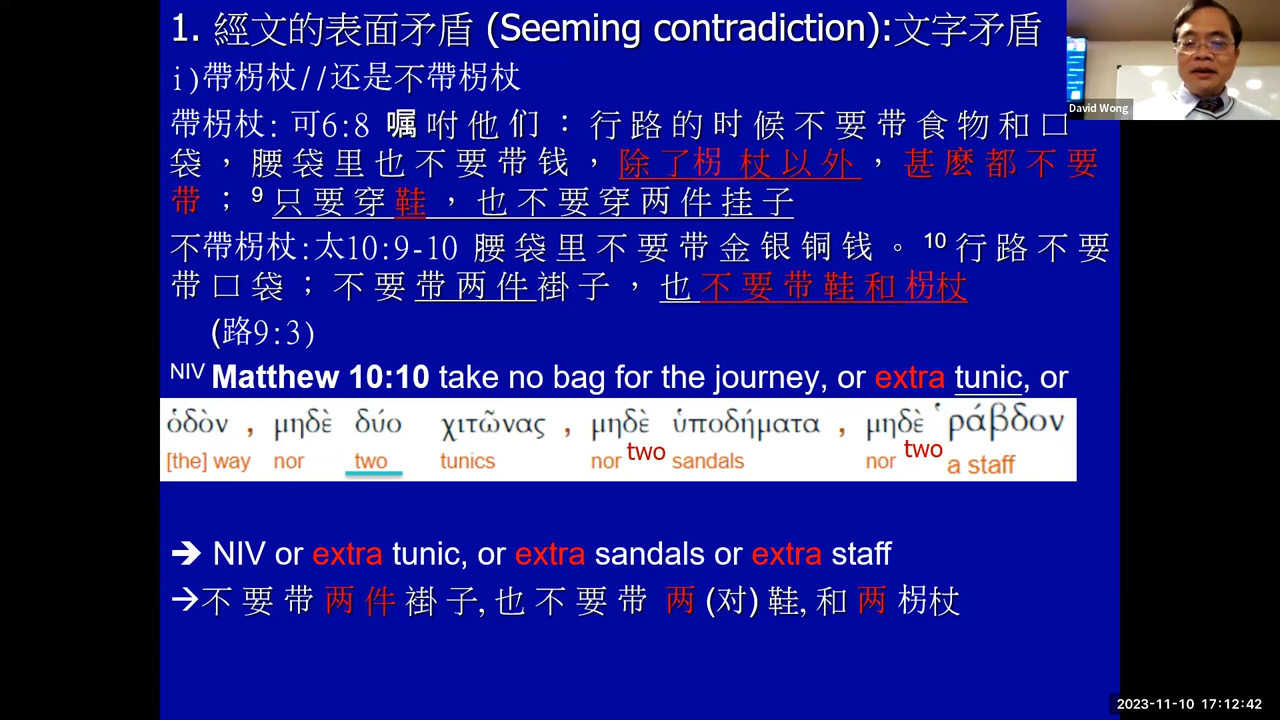 1. 經文的表面矛盾 (Seeming contradiction):文字矛盾
i)帶枴杖//还是不帶枴杖
帶枴杖: 可6:8 嘱咐他们：行路的时候不要带食物和口
袋，腰袋里也不要带钱，除了枴杖以外，甚麽都不要
带；9 只要穿鞋，也不要穿两件挂子
不帶枴杖:太10:9-10 腰袋里不要带金银铜钱。10 行路不要
带口袋；不要带两件褂子，也不要带鞋和枴杖
(路9:3)
NIV Matthew 10:10 take no bag for the journey, or extra tunic, or
ὁδὸν , μηδὲ δύο χιτῶνας , μηδὲ ὑποδήματα , μηδὲ ῥάβδον
[the] way nor two tunics nor two sandals nor two a staff
➔ NIV or extra tunic, or extra sandals or extra staff
→不要带两件褂子,也不要带 两 (对) 鞋, 和 两 枴杖
David Wong
2023-11-10 17:12:42